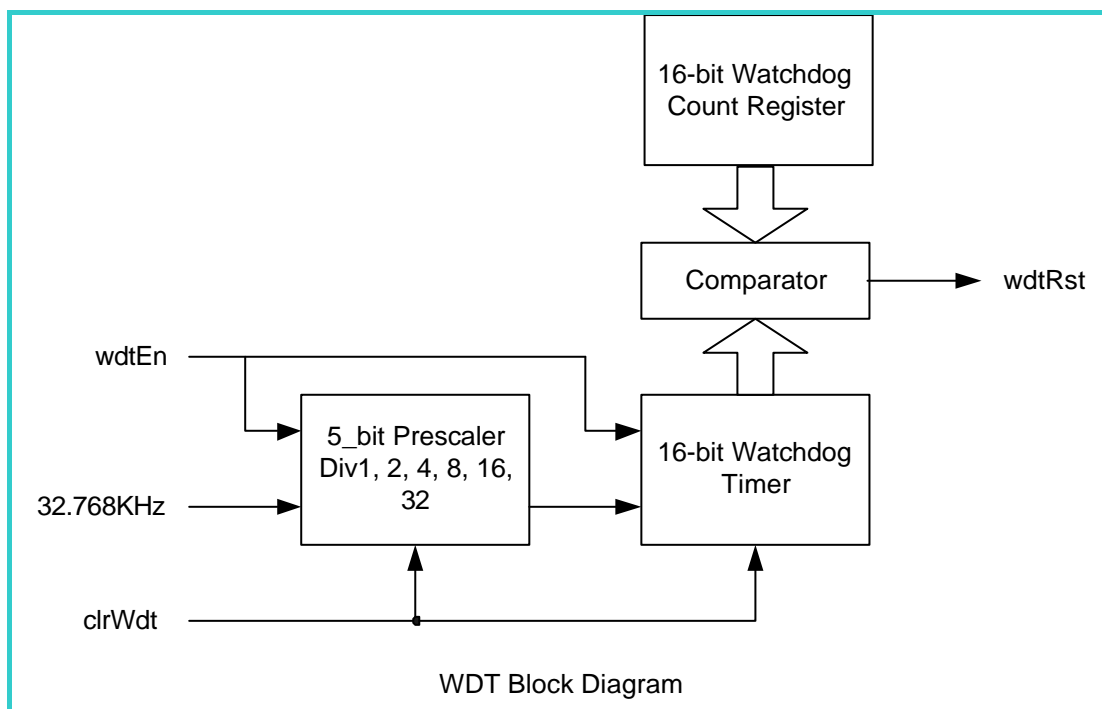 16-bit Watchdog
Count Register
Comparator
wdtRst
wdtEn
5_bit Prescaler
Div1, 2, 4, 8, 16,
32
16-bit Watchdog
Timer
32.768KHz
clrWdt
WDT Block Diagram